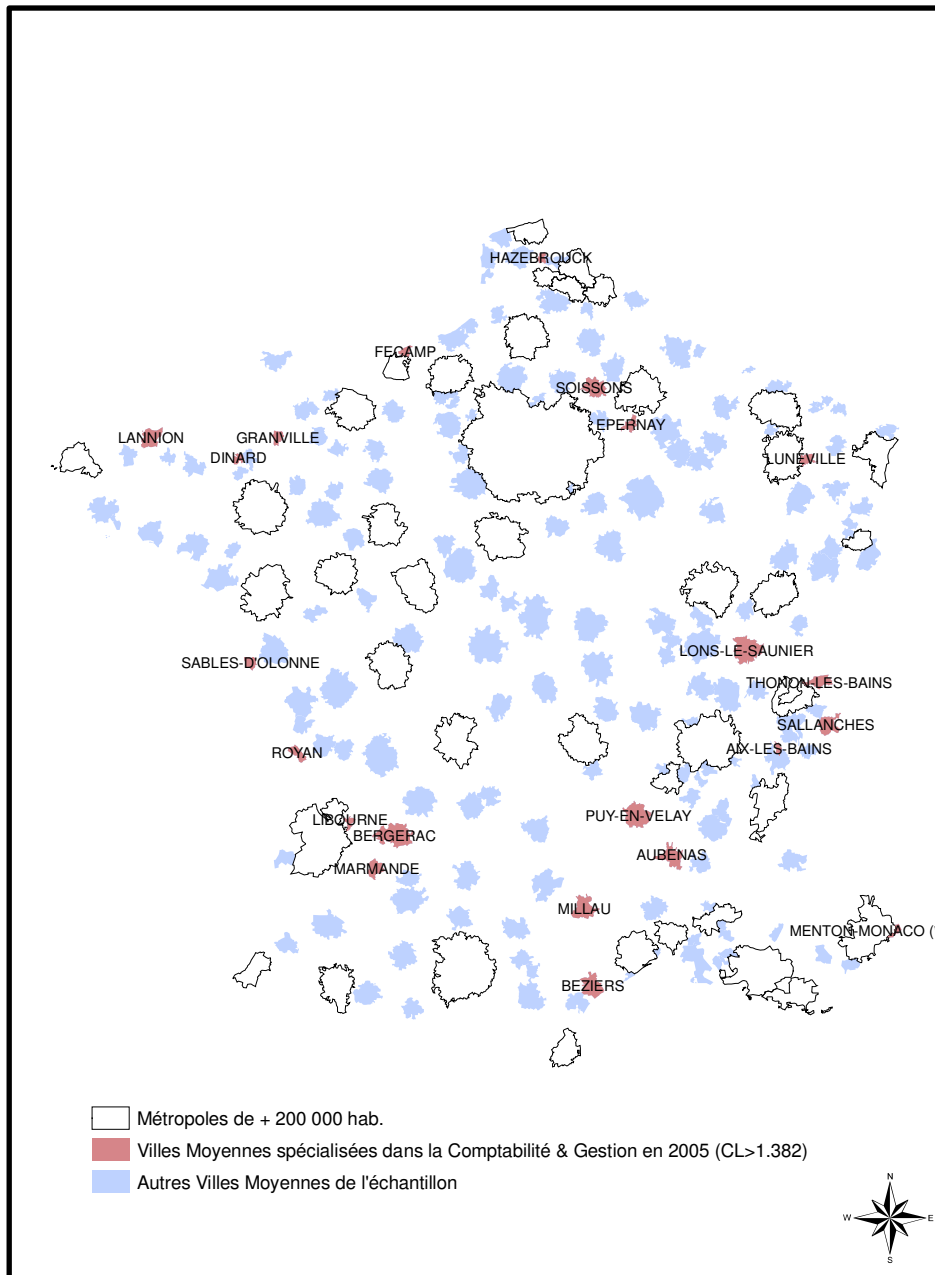 HAZEBROUCK
FECAMP
SOISSONS
EPERNAY
LANNION
GRANVILLE
DINARD
LUNEVILLE
LONS-LE-SAUNIER
SABLES-D'OLONNE
THONON-LES-BAINS
SALLANCHES
AIX-LES-BAINS
ROYAN
PUY-EN-VELAY
LIBOURNE
BERGERAC
AUBENAS
MARMANDE
MILLAU
MENTON-MONACO (
BEZIERS
Métropoles de + 200 000 hab.
Villes Moyennes spécialisées dans la Comptabilité & Gestion en 2005 (CL>1.382)
Autres Villes Moyennes de l'échantillon
N
W E
S